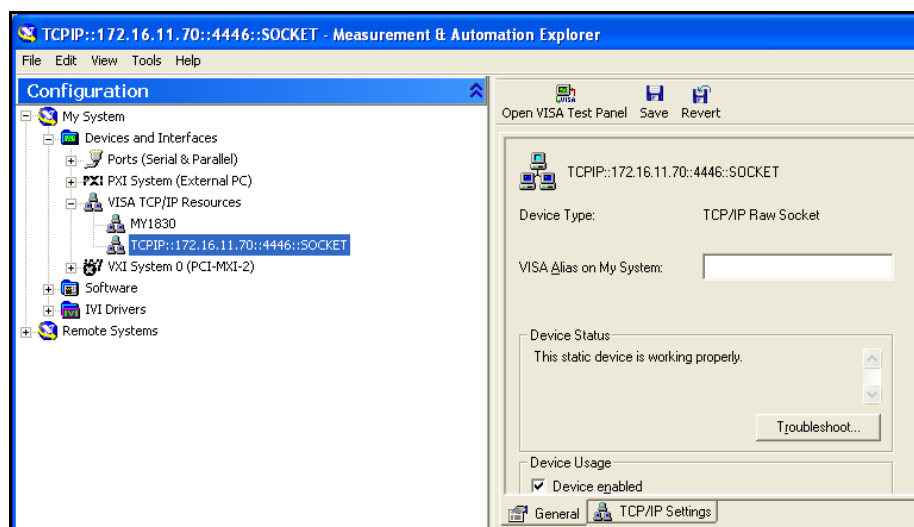 TCPIP::172.16.11.70::4446::SOCKET - Measurement & Automation Explorer
File Edit View Tools Help
Configuration
My System
Devices and Interfaces
Ports (Serial & Parallel)
PXI PXI System (External PC)
VISA TCP/IP Resources
MY1830
TCPIP::172.16.11.70::4446::SOCKET
VXI System 0 (PCI-MXI-2)
Software
IVI Drivers
Remote Systems
VISA
Open VISA Test Panel Save Revert
TCPIP::172.16.11.70::4446::SOCKET
Device Type: TCP/IP Raw Socket
VISA Alias on My System:
Device Status
This static device is working properly.
Troubleshoot...
Device Usage
Device enabled
General TCP/IP Settings